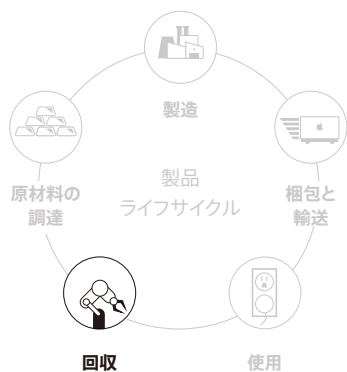 製造
原材料の
調達
製品
ライフサイクル
梱包と
輸送
回収
使用